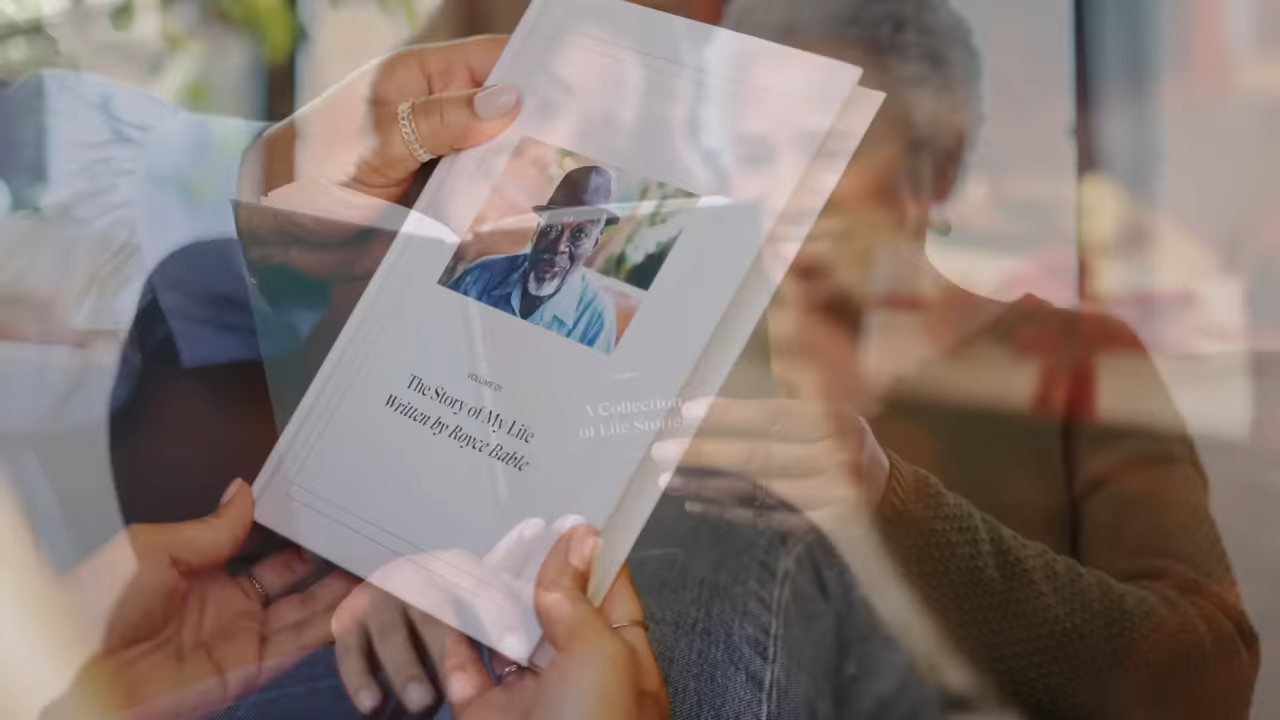 VOLUME 01
The Story of My Life
Written by Royce Bable
A Collection
of Life Stories